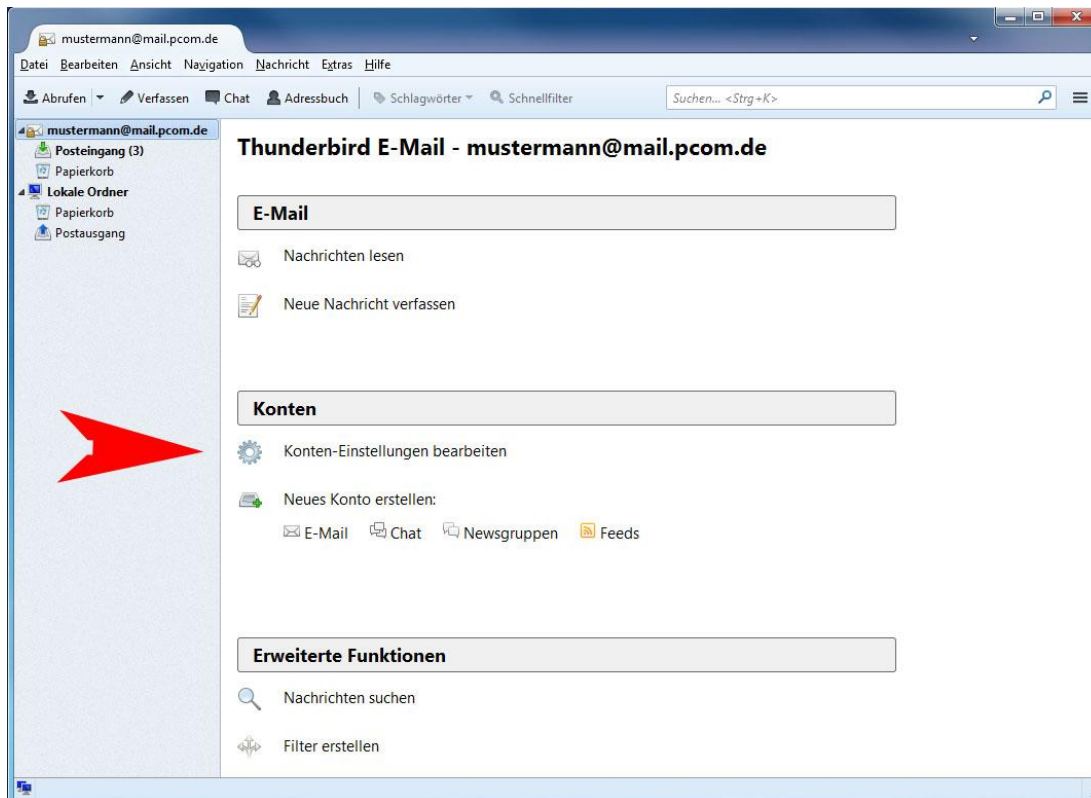 mustermann@mail.pcom.de
Datei Bearbeiten Ansicht Navigation Nachricht Extras Hilfe
Abrufen Verfassen Chat Adressbuch Schlagwörter Schnellfilter Suchen... <Strg+K>
mustermann@mail.pcom.de
Posteingang (3)
Papierkorb
Lokale Ordner
Papierkorb
Postausgang
Thunderbird E-Mail - mustermann@mail.pcom.de
E-Mail
Nachrichten lesen
Neue Nachricht verfassen
Konten
Konten-Einstellungen bearbeiten
Neues Konto erstellen:
E-Mail Chat Newsgruppen Feeds
Erweiterte Funktionen
Nachrichten suchen
Filter erstellen